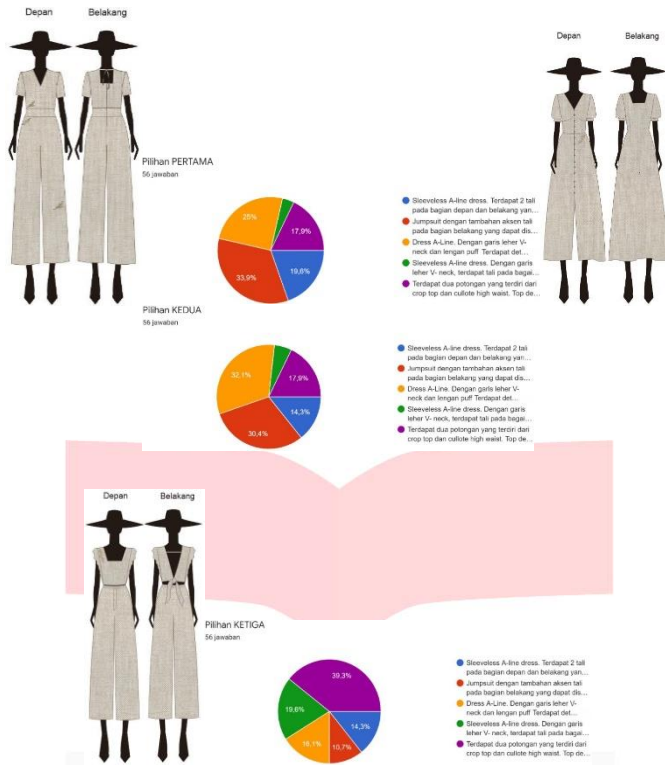 Depan Belakang
Depan Belakang
Pilihan PERTAMA
56 jawaban
25%
17,9%
33,9%
19,6%
Sleeveless A-line dress. Terdapat 2 tali
pada bagian depan dan belakang yan...
Jumpsuit dengan tambahan aksen tali
pada bagian belakang yang dapat dis...
Dress A-Line. Dengan garis leher V-
neck dan lengan puff Terdapat det...
Sleeveless A-line dress. Dengan garis
leher V- neck, terdapat tali pada bagai...
Terdapat dua potongan yang terdiri dari
crop top dan cullote high waist. Top de...
Pilihan KEDUA
56 jawaban
32,1%
17,9%
14,3%
30,4%
Sleeveless A-line dress. Terdapat 2 tali
pada bagian depan dan belakang yan...
Jumpsuit dengan tambahan aksen tali
pada bagian belakang yang dapat dis...
Dress A-Line. Dengan garis leher V-
neck dan lengan puff Terdapat det...
Sleeveless A-line dress. Dengan garis
leher V- neck, terdapat tali pada bagai...
Terdapat dua potongan yang terdiri dari
crop top dan cullote high waist. Top de...
Depan Belakang
Pilihan KETIGA
56 jawaban
39,3%
19,6%
14,3%
16,1%
10,7%
Sleeveless A-line dress. Terdapat 2 tali
pada bagian depan dan belakang yan...
Jumpsuit dengan tambahan aksen tali
pada bagian belakang yang dapat dis...
Dress A-Line. Dengan garis leher V-
neck dan lengan puff Terdapat det...
Sleeveless A-line dress. Dengan garis
leher V- neck, terdapat tali pada bagai...
Terdapat dua potongan yang terdiri dari
crop top dan cullote high waist. Top de...